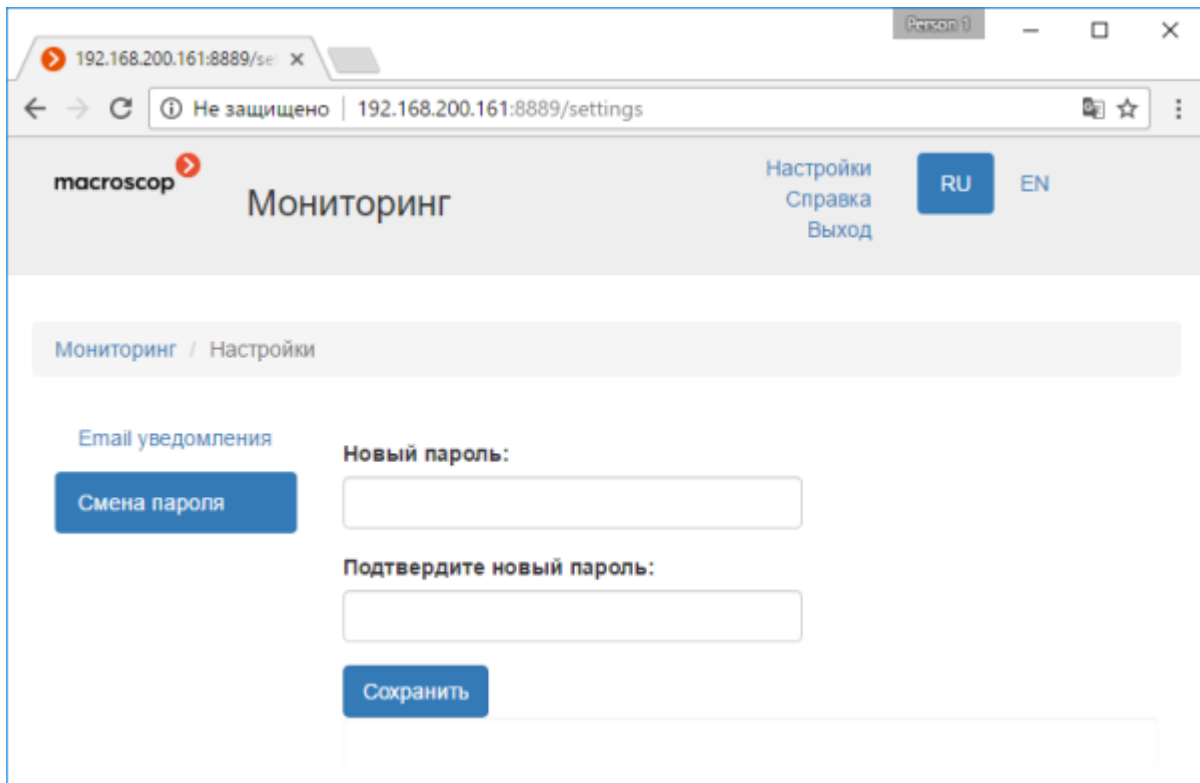 Person 1
192.168.200.161:8889/se
Не защищено | 192.168.200.161:8889/settings
macroscop
Мониторинг
Настройки
Справка
Выход
RU
EN
Мониторинг / Настройки
Email уведомления
Смена пароля
Новый пароль:
Подтвердите новый пароль:
Сохранить